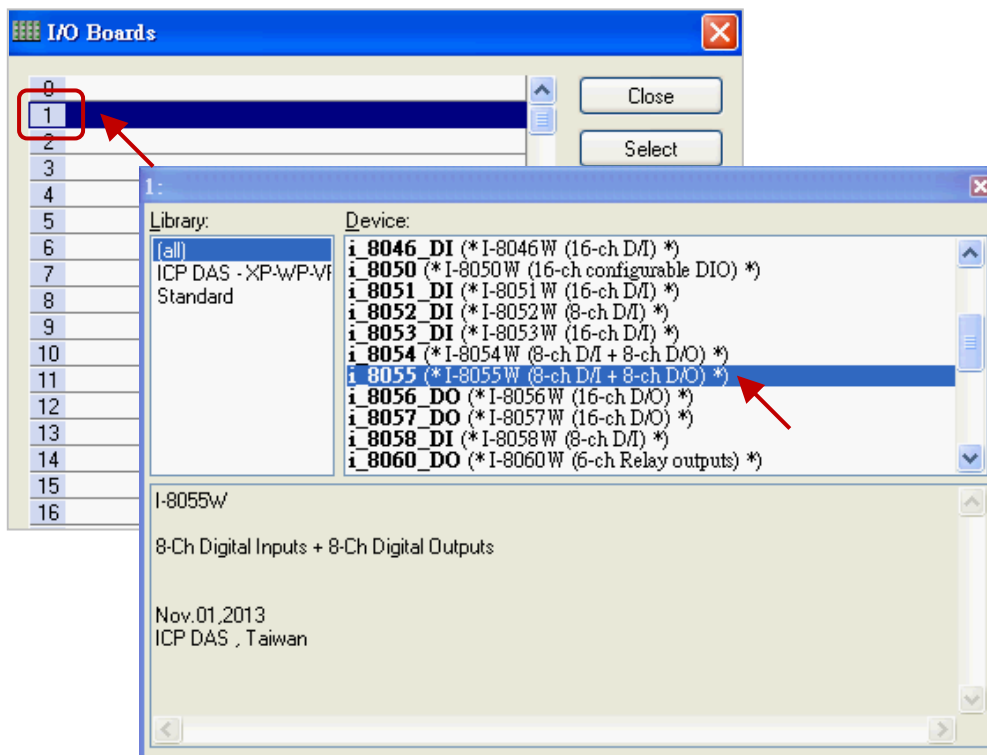 I/O Boards
0
1
2
3
4
5
6
7
8
9
10
11
12
13
14
15
16
Close
Select
1:
Library:
(all)
ICP DAS - XP-WP-VP
Standard
Device:
i_8046_DI (* I-8046W (16-ch D/I) *)
i_8050 (* I-8050W (16-ch configurable DIO) *)
i_8051_DI (* I-8051W (16-ch D/I) *)
i_8052_DI (* I-8052W (8-ch D/I) *)
i_8053_DI (* I-8053W (16-ch D/I) *)
i_8054 (* I-8054W (8-ch D/I + 8-ch D/O) *)
i_8055 (* I-8055W (8-ch D/I + 8-ch D/O) *)
i_8056_DO (* I-8056W (16-ch D/O) *)
i_8057_DO (* I-8057W (16-ch D/O) *)
i_8058_DI (* I-8058W (8-ch D/I) *)
i_8060_DO (* I-8060W (6-ch Relay outputs) *)
I-8055W
8-Ch Digital Inputs + 8-Ch Digital Outputs
Nov.01,2013
ICP DAS , Taiwan